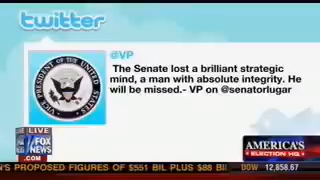 twitter
@VP
The Senate lost a brilliant strategic
mind, a man with absolute integrity. He
will be missed.- VP on @senatorlugar
VICE PRESIDENT OF THE UNITED STATES
LIVE
FOX
NEWS
.COM
AMERICA'S
ELECTION HQ
'S PROPOSED FIGURES OF $551 BIL PLUS $88 BIL
DOW 12,858.67